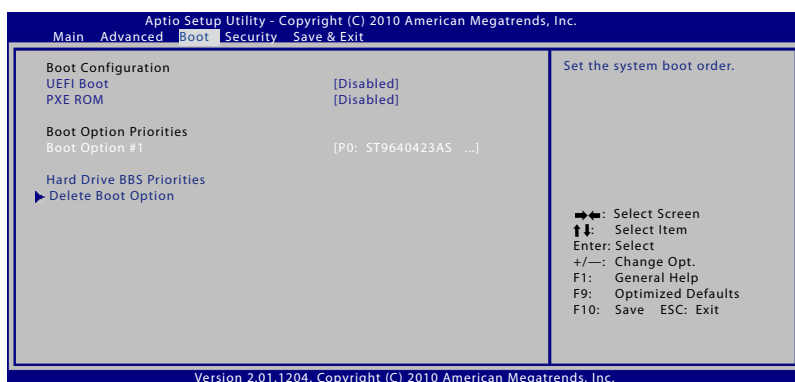 Aptio Setup Utility - Copyright (C) 2010 American Megatrends, Inc.
Main Advanced Boot Security Save & Exit
Boot Configuration
UEFI Boot [Disabled]
PXE ROM [Disabled]
Boot Option Priorities
Boot Option #1 [P0: ST9640423AS ...]
Hard Drive BBS Priorities
Delete Boot Option
Set the system boot order.
→←: Select Screen
↑↓: Select Item
Enter: Select
+/—: Change Opt.
F1: General Help
F9: Optimized Defaults
F10: Save ESC: Exit
Version 2.01.1204. Copyright (C) 2010 American Megatrends, Inc.